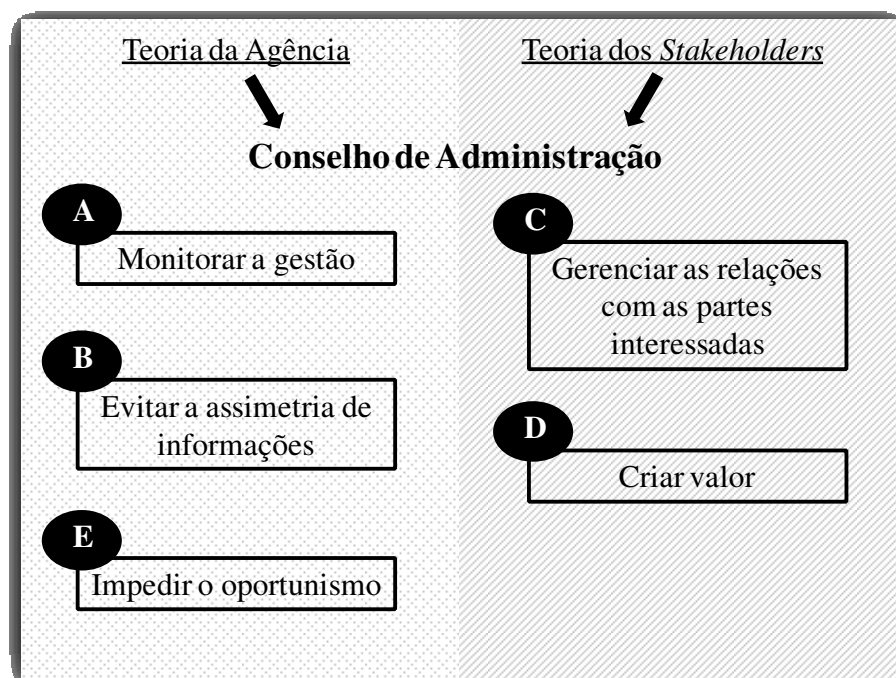 Teoria da Agência
Teoria dos Stakeholders
Conselho de Administração
A
Monitorar a gestão
B
Evitar a assimetria de
informações
E
Impedir o oportunismo
C
Gerenciar as relações
com as partes
interessadas
D
Criar valor